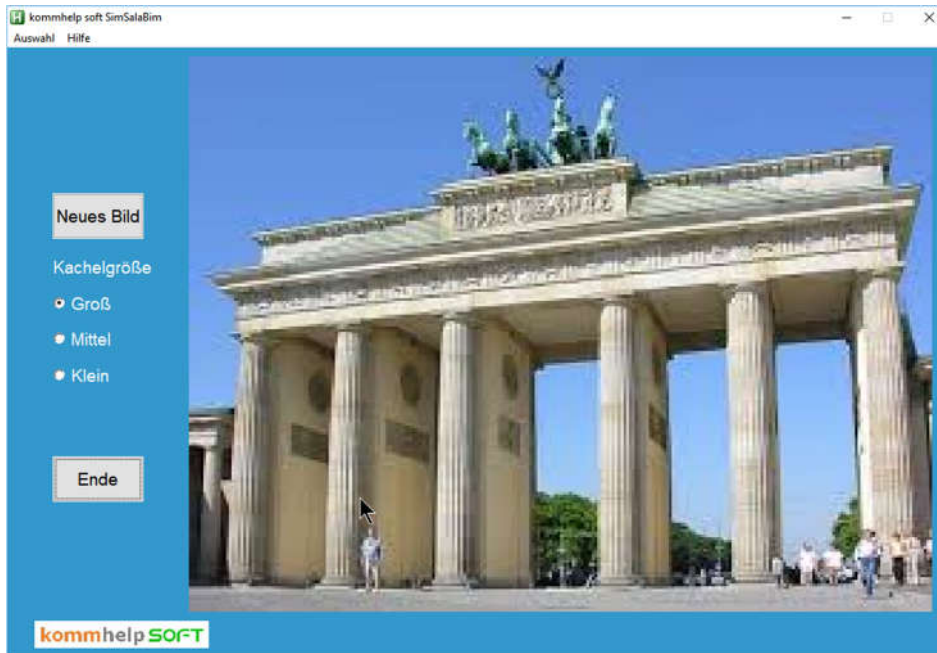 kommhelp soft SimSalaBim
Auswahl Hilfe
Neues Bild
Kachelgröße
Groß
Mittel
Klein
Ende
kommhelp SOFT